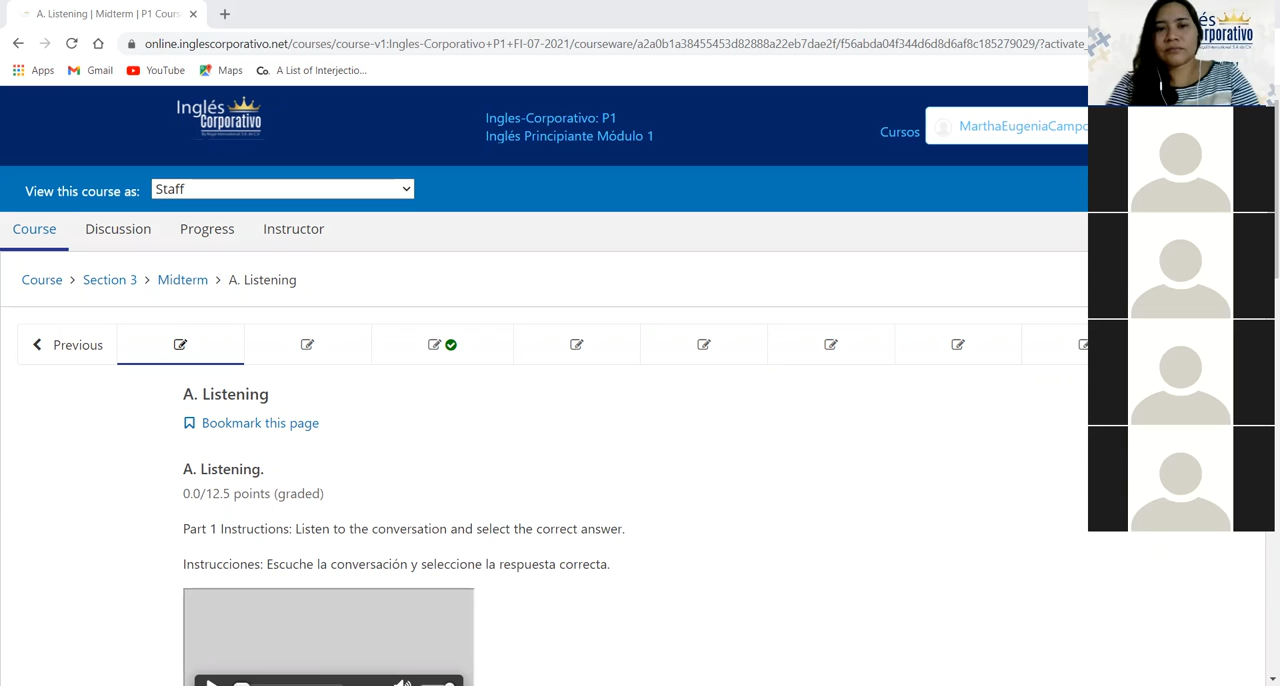 A. Listening | Midterm | P1 Cours
online.inglescorporativo.net/courses/course-v1:Ingles-Corporativo+P1+FI-07-2021/courseware/a2a0b1a38455453d82888a22eb7dae2f/f56abda04f344d6d8d6af8c185279029/?activate_
Apps Gmail YouTube Maps Co. A List of Interjectio...
Inglés
Corporativo
Ingles-Corporativo: P1
Inglés Principiante Módulo 1
Cursos
MarthaEugeniaCampo
View this course as: Staff
Course Discussion Progress Instructor
Course > Section 3 > Midterm > A. Listening
Previous
A. Listening
Bookmark this page
A. Listening.
0.0/12.5 points (graded)
Part 1 Instructions: Listen to the conversation and select the correct answer.
Instrucciones: Escuche la conversación y seleccione la respuesta correcta.